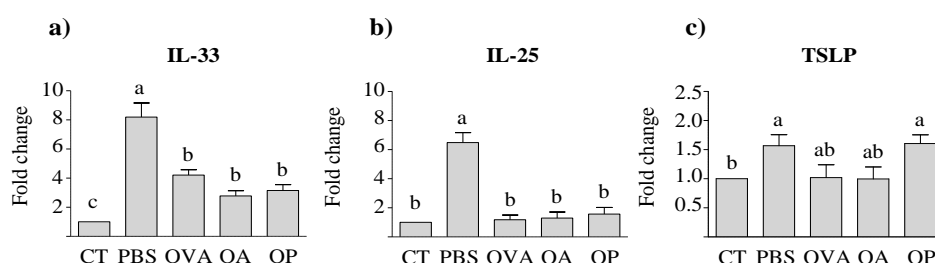 a)
IL-33
Fold change
10
8
6
4
2
a
b
b
b
c
CT PBS OVA OA OP
b)
IL-25
Fold change
10
8
6
4
2
a
b
b
b
b
CT PBS OVA OA OP
c)
TSLP
Fold change
2.5
2.0
1.5
1.0
0.5
a
a
ab
ab
b
CT PBS OVA OA OP